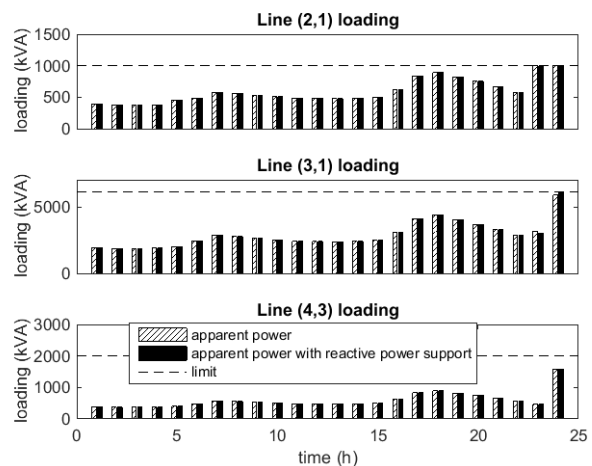 Line (2,1) loading
1500
1000
500
0
loading (kVA)
Line (3,1) loading
5000
0
loading (kVA)
Line (4,3) loading
3000
2000
1000
0
loading (kVA)
apparent power
apparent power with reactive power support
limit
0 5 10 15 20 25
time (h)